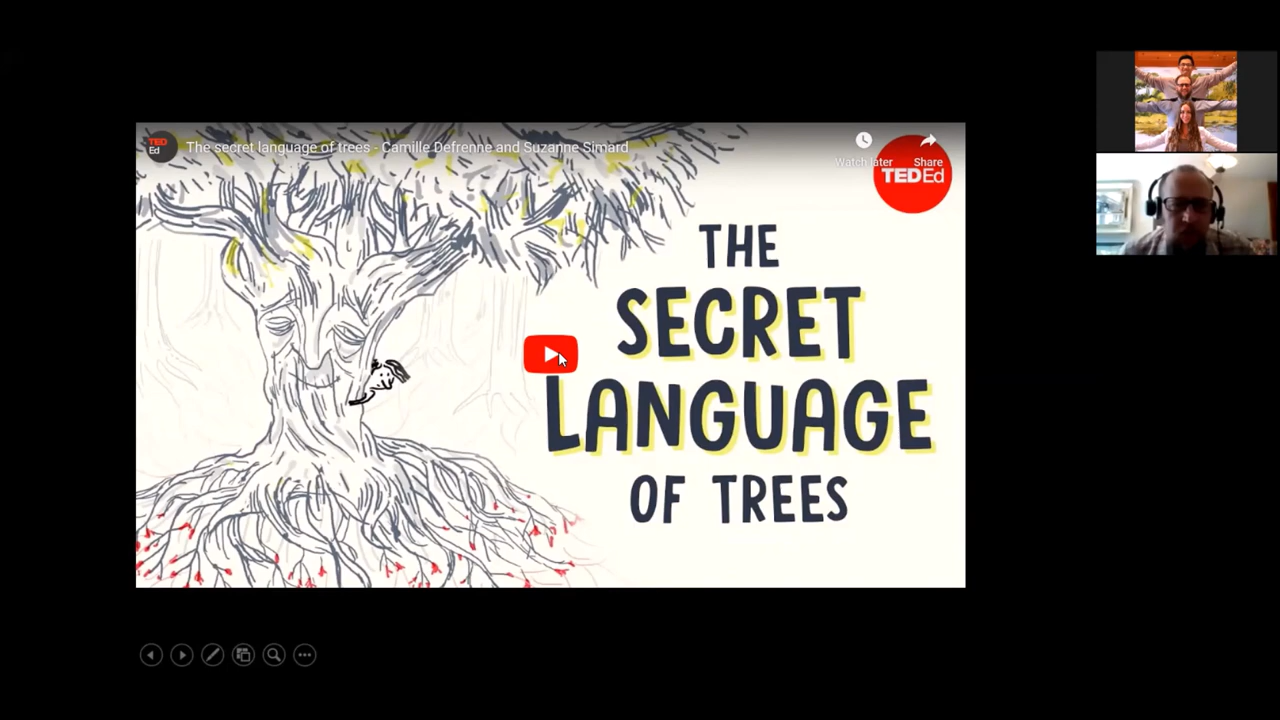 TED
Ed
The secret language of trees - Camille Defrenne and Suzanne Simard
Watch later
Share
TEDEd
THE
SECRET
LANGUAGE
OF TREES